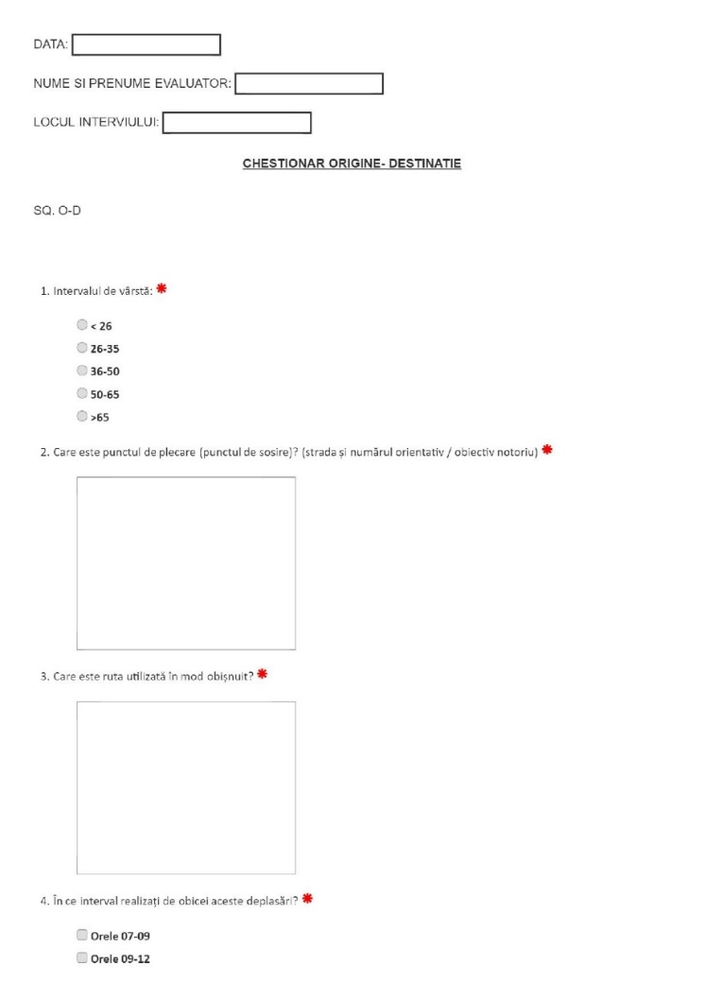 DATA:
NUME SI PRENUME EVALUATOR:
LOCUL INTERVIULUI:
CHESTIONAR ORIGINE- DESTINATIE
SQ. O-D
1. Intervalul de vârstă: *
< 26
26-35
36-50
50-65
>65
2. Care este punctul de plecare (punctul de sosire)? (strada și numărul orientativ / obiectiv notoriu) *
3. Care este ruta utilizată în mod obișnuit? *
4. În ce interval realizați de obicei aceste deplasări? *
Orele 07-09
Orele 09-12